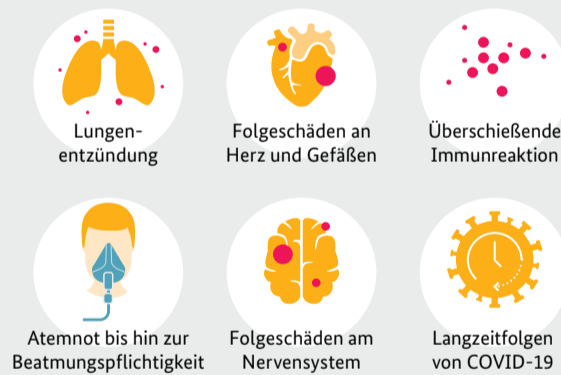 Lungen-
entzündung
Folgeschäden an
Herz und Gefäßen
Überschießende
Immunreaktion
Atemnot bis hin zur
Beatmungspflichtigkeit
Folgeschäden am
Nervensystem
Langzeitfolgen
von COVID-19